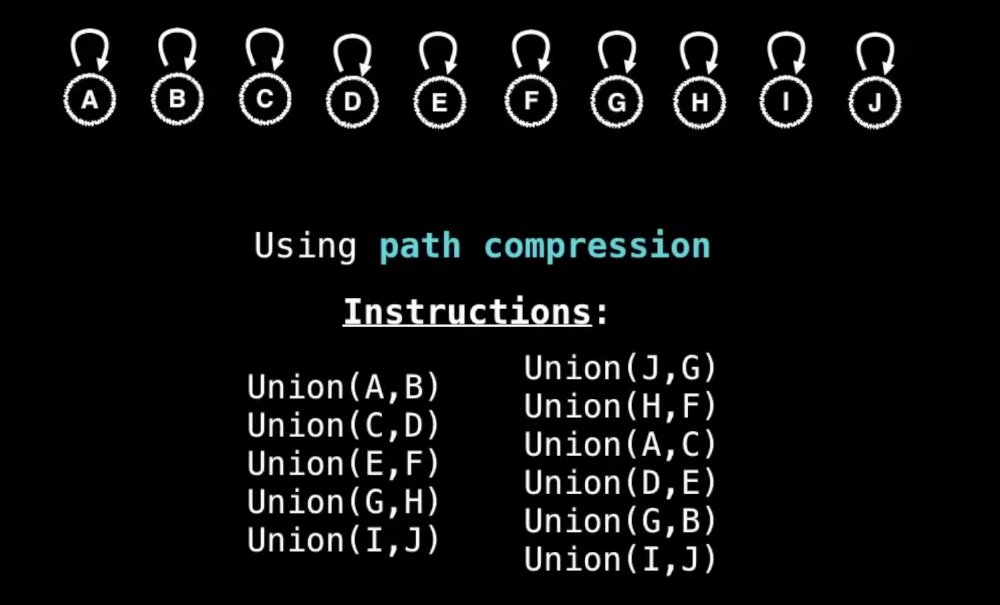 A B C D E F G H I J
Using path compression
Instructions:
Union(A,B)
Union(C,D)
Union(E,F)
Union(G,H)
Union(I,J)
Union(J,G)
Union(H,F)
Union(A,C)
Union(D,E)
Union(G,B)
Union(I,J)